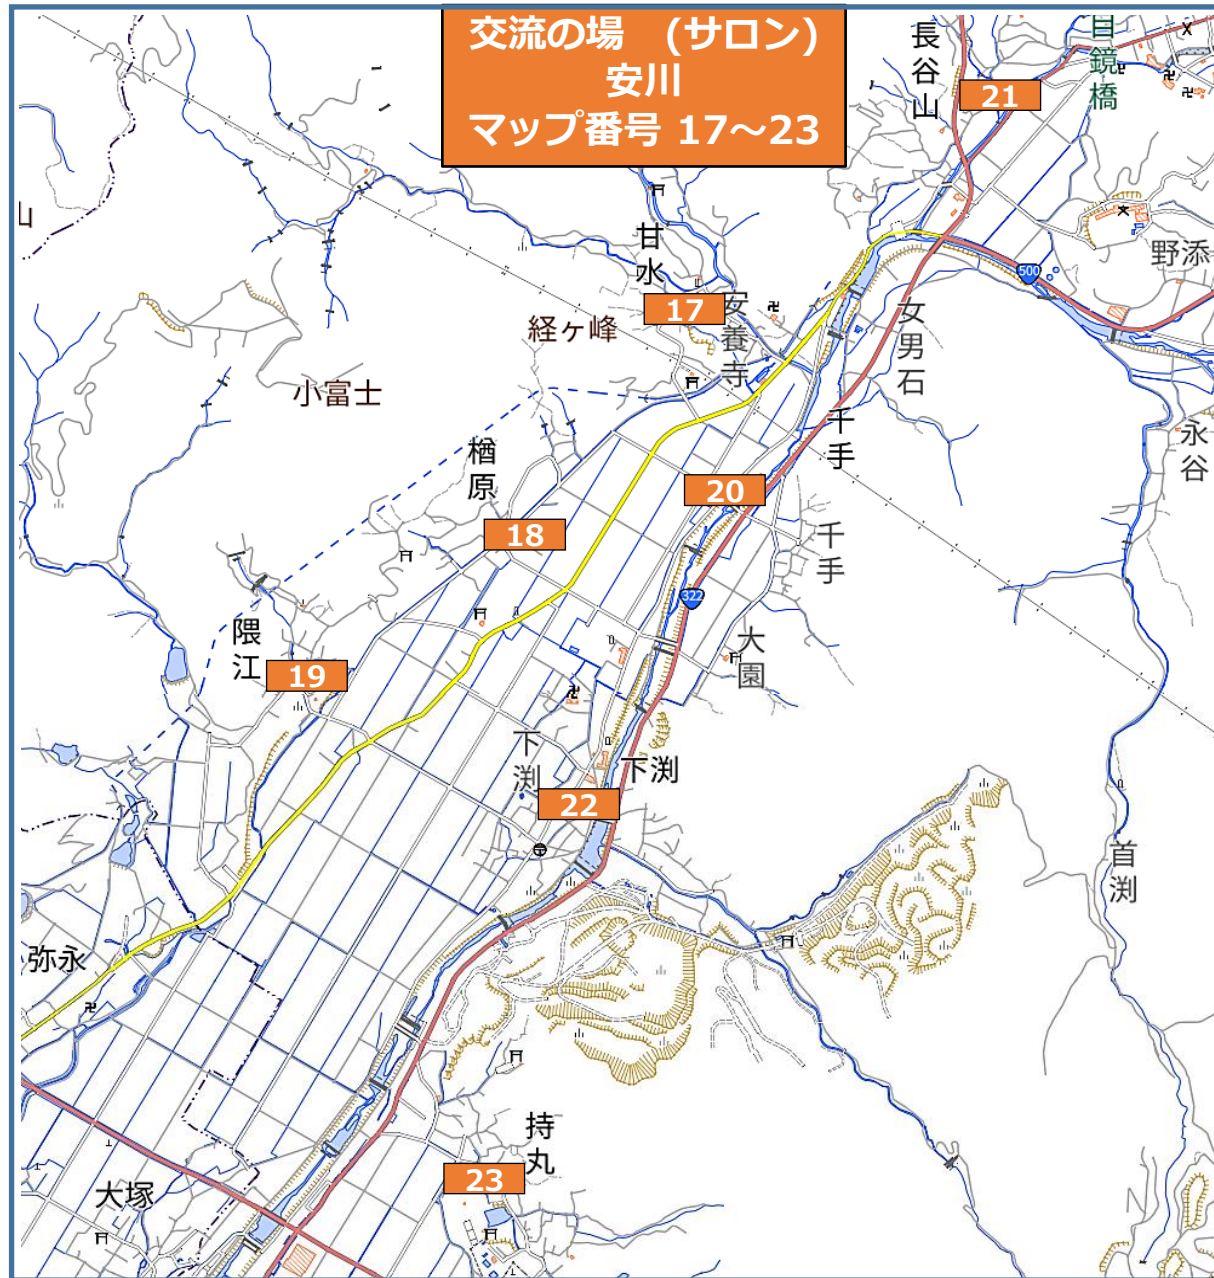 交流の場　(サロン)
安川
マップ番号 17～23
長谷山
目鏡橋
21
山
甘水
野添
500
17
安養寺
経ヶ峰
女男石
小富士
千手
永谷
楢原
20
18
千手
322
隈江
大園
19
下渕
下渕
22
首渕
弥永
持丸
23
大塚